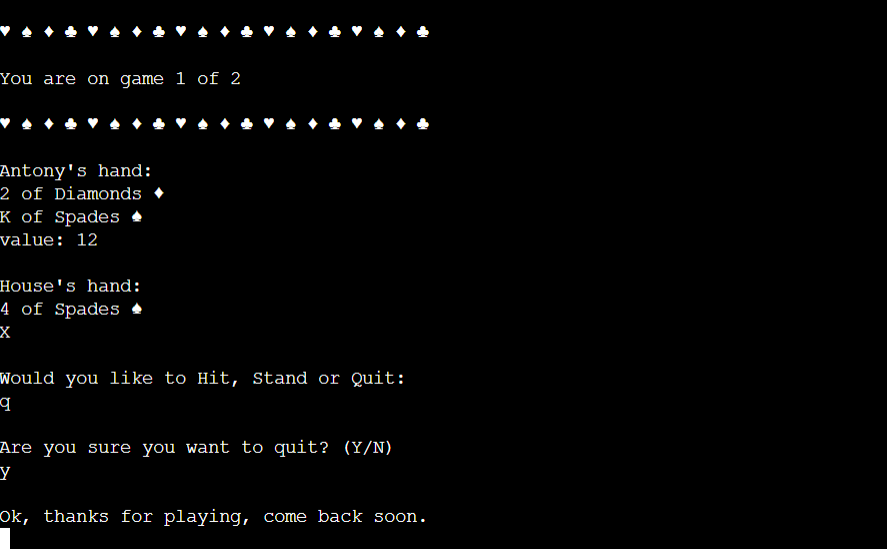 ♥ ♠ ♦ ♣ ♥ ♠ ♦ ♣ ♥ ♠ ♦ ♣ ♥ ♠ ♦ ♣ ♥ ♠ ♦ ♣
You are on game 1 of 2
♥ ♠ ♦ ♣ ♥ ♠ ♦ ♣ ♥ ♠ ♦ ♣ ♥ ♠ ♦ ♣ ♥ ♠ ♦ ♣
Antony's hand:
2 of Diamonds ♦
K of Spades ♠
value: 12
House's hand:
4 of Spades ♠
X
Would you like to Hit, Stand or Quit:
q
Are you sure you want to quit? (Y/N)
y
Ok, thanks for playing, come back soon.